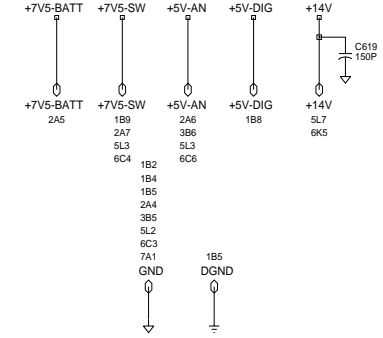 +7V5-BATT +7V5-SW +5V-AN +5V-DIG +14V
C619
150P
+7V5-BATT +7V5-SW +5V-AN +5V-DIG +14V
2A5 1B9 2A6 1B8 5L7
2A7 3B6 6K5
5L3 5L3
6C4 6C6
1B2
1B4
1B5
2A4
3B5
5L2
6C3
7A1 1B5
GND DGND